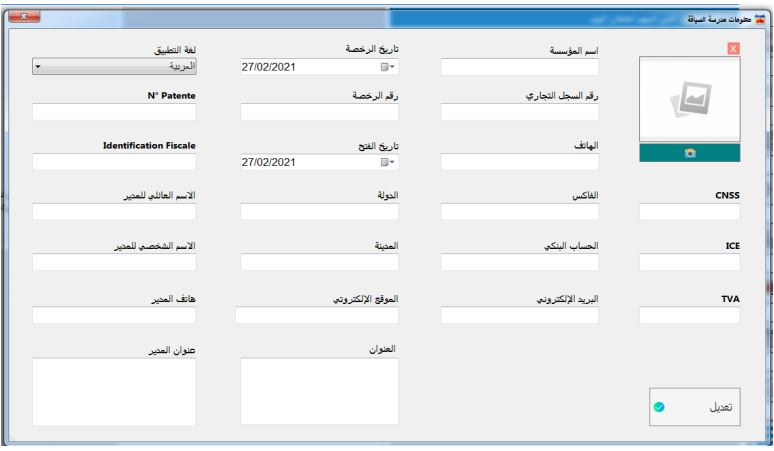 معلومات مدرسة السياقة
X
اسم المؤسسة
تاريخ الرخصة
لغة التطبيق
27/02/2021
العربية
رقم السجل التجاري
رقم الرخصة
N° Patente
الهاتف
تاريخ الفتح
Identification Fiscale
27/02/2021
CNSS
الفاكس
الدولة
الاسم العائلي للمدير
ICE
الحساب البنكي
المدينة
الاسم الشخصي للمدير
TVA
البريد الإلكتروني
الموقع الإلكتروني
هاتف المدير
العنوان
عنوان المدير
تعديل